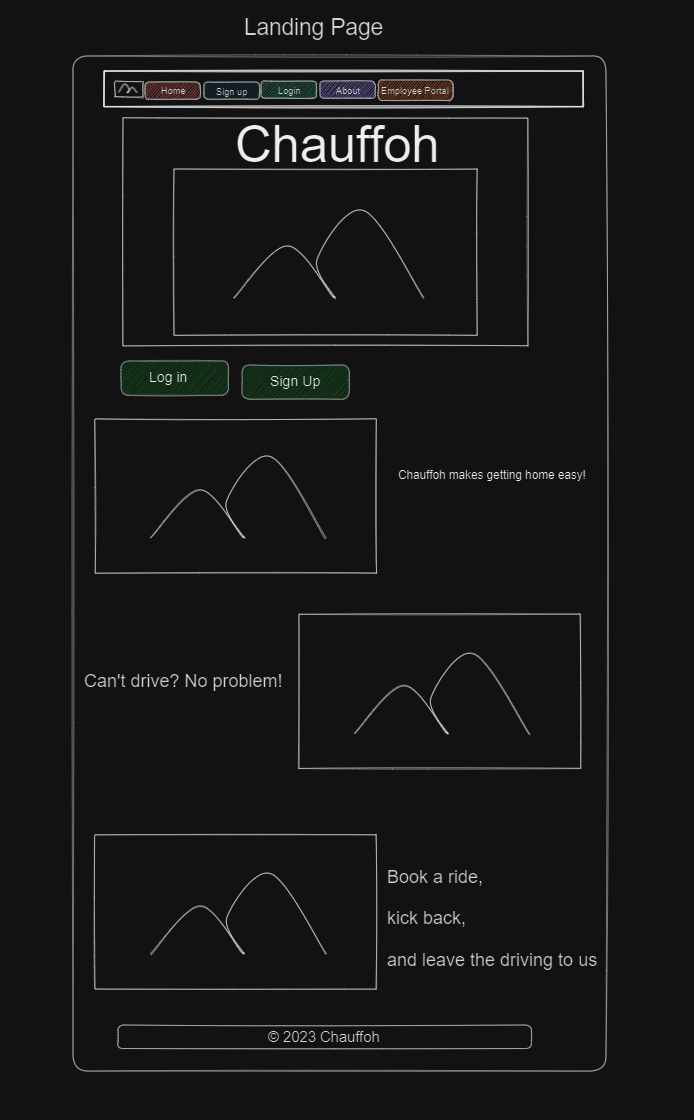 Landing Page
Home
Sign up
Login
About
Employee Portal
Chauffoh
Log in
Sign Up
Chauffoh makes getting home easy!
Can't drive? No problem!
Book a ride,
kick back,
and leave the driving to us
© 2023 Chauffoh